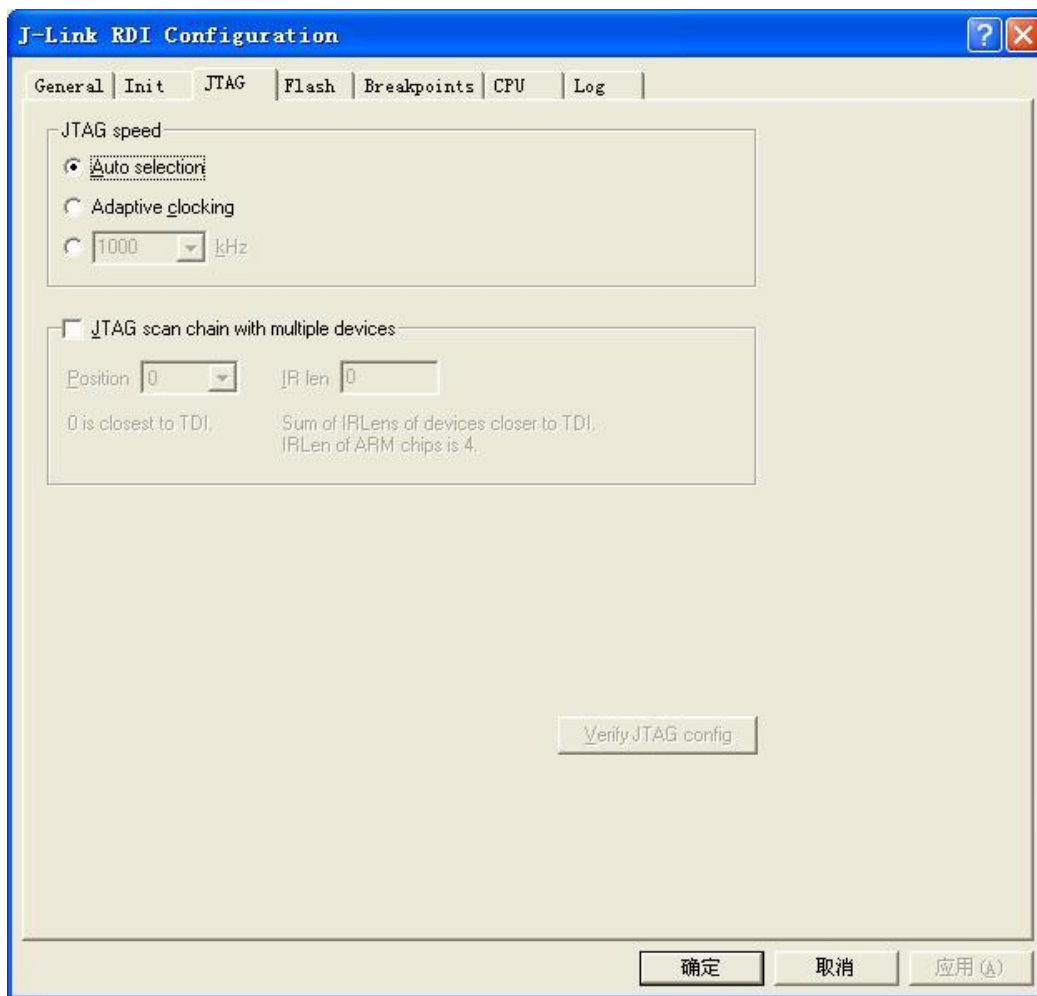 J-Link RDI Configuration
General Init JTAG Flash Breakpoints CPU Log
JTAG speed
Auto selection
Adaptive clocking
1000 kHz
JTAG scan chain with multiple devices
Position 0 IR len 0
0 is closest to TDI. Sum of IRLens of devices closer to TDI.
IRLen of ARM chips is 4.
Verify JTAG config
确定 取消 应用(A)